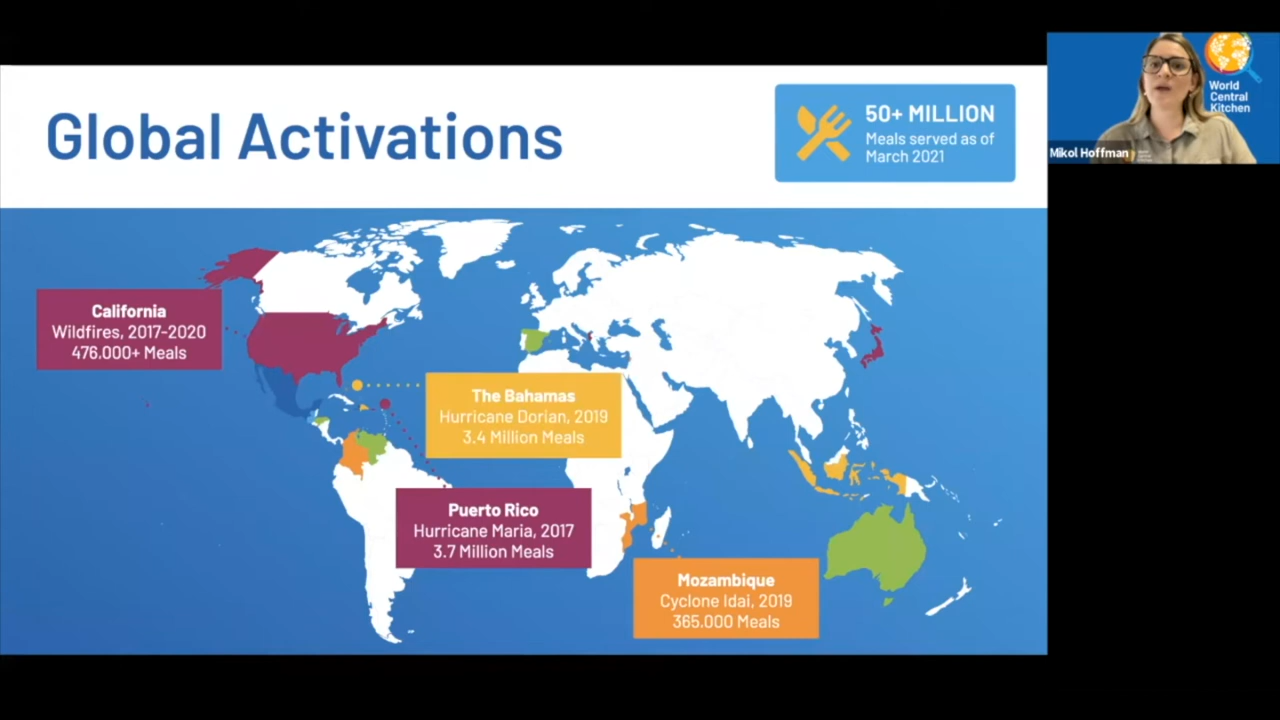 Global Activations
50+ MILLION
Meals served as of
March 2021
World
Central
Kitchen
Mikol Hoffman
California
Wildfires, 2017-2020
476,000+ Meals
The Bahamas
Hurricane Dorian, 2019
3.4 Million Meals
Puerto Rico
Hurricane Maria, 2017
3.7 Million Meals
Mozambique
Cyclone Idai, 2019
365,000 Meals